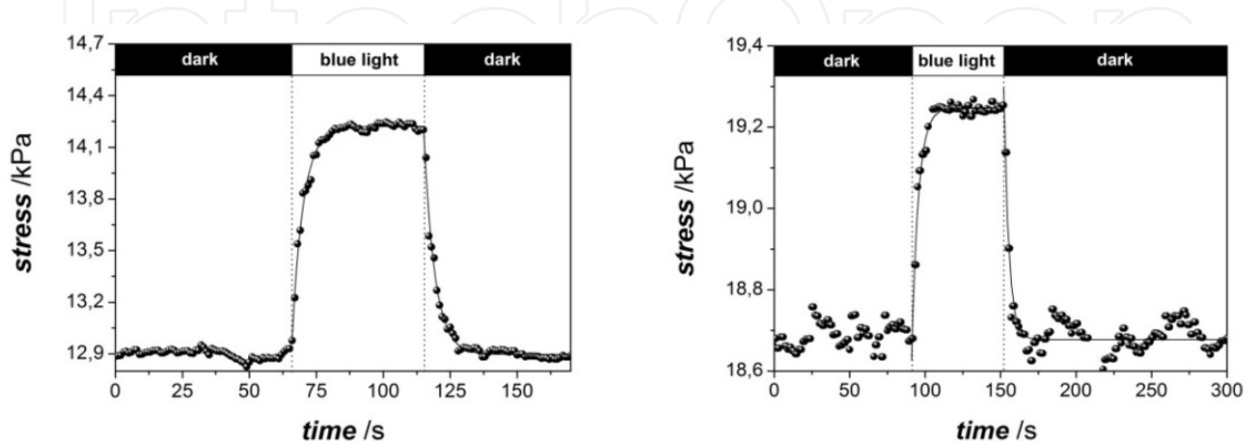 dark blue light dark
14,7
14,4
14,1
13,8
13,5
13,2
12,9
stress /kPa
0 25 50 75 100 125 150
time /s
dark blue light dark
19,4
19,2
19,0
18,8
18,6
stress /kPa
0 50 100 150 200 250 300
time /s